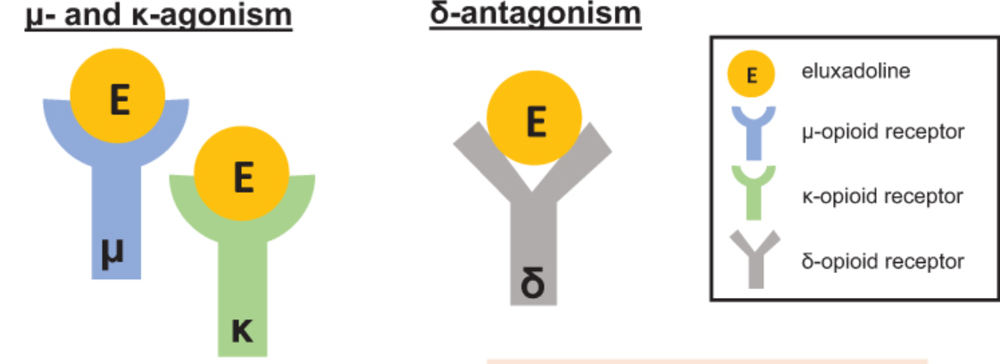 μ- and κ-agonism
δ-antagonism
E
E
E
μ
κ
δ
E
eluxadoline
μ-opioid receptor
κ-opioid receptor
δ-opioid receptor